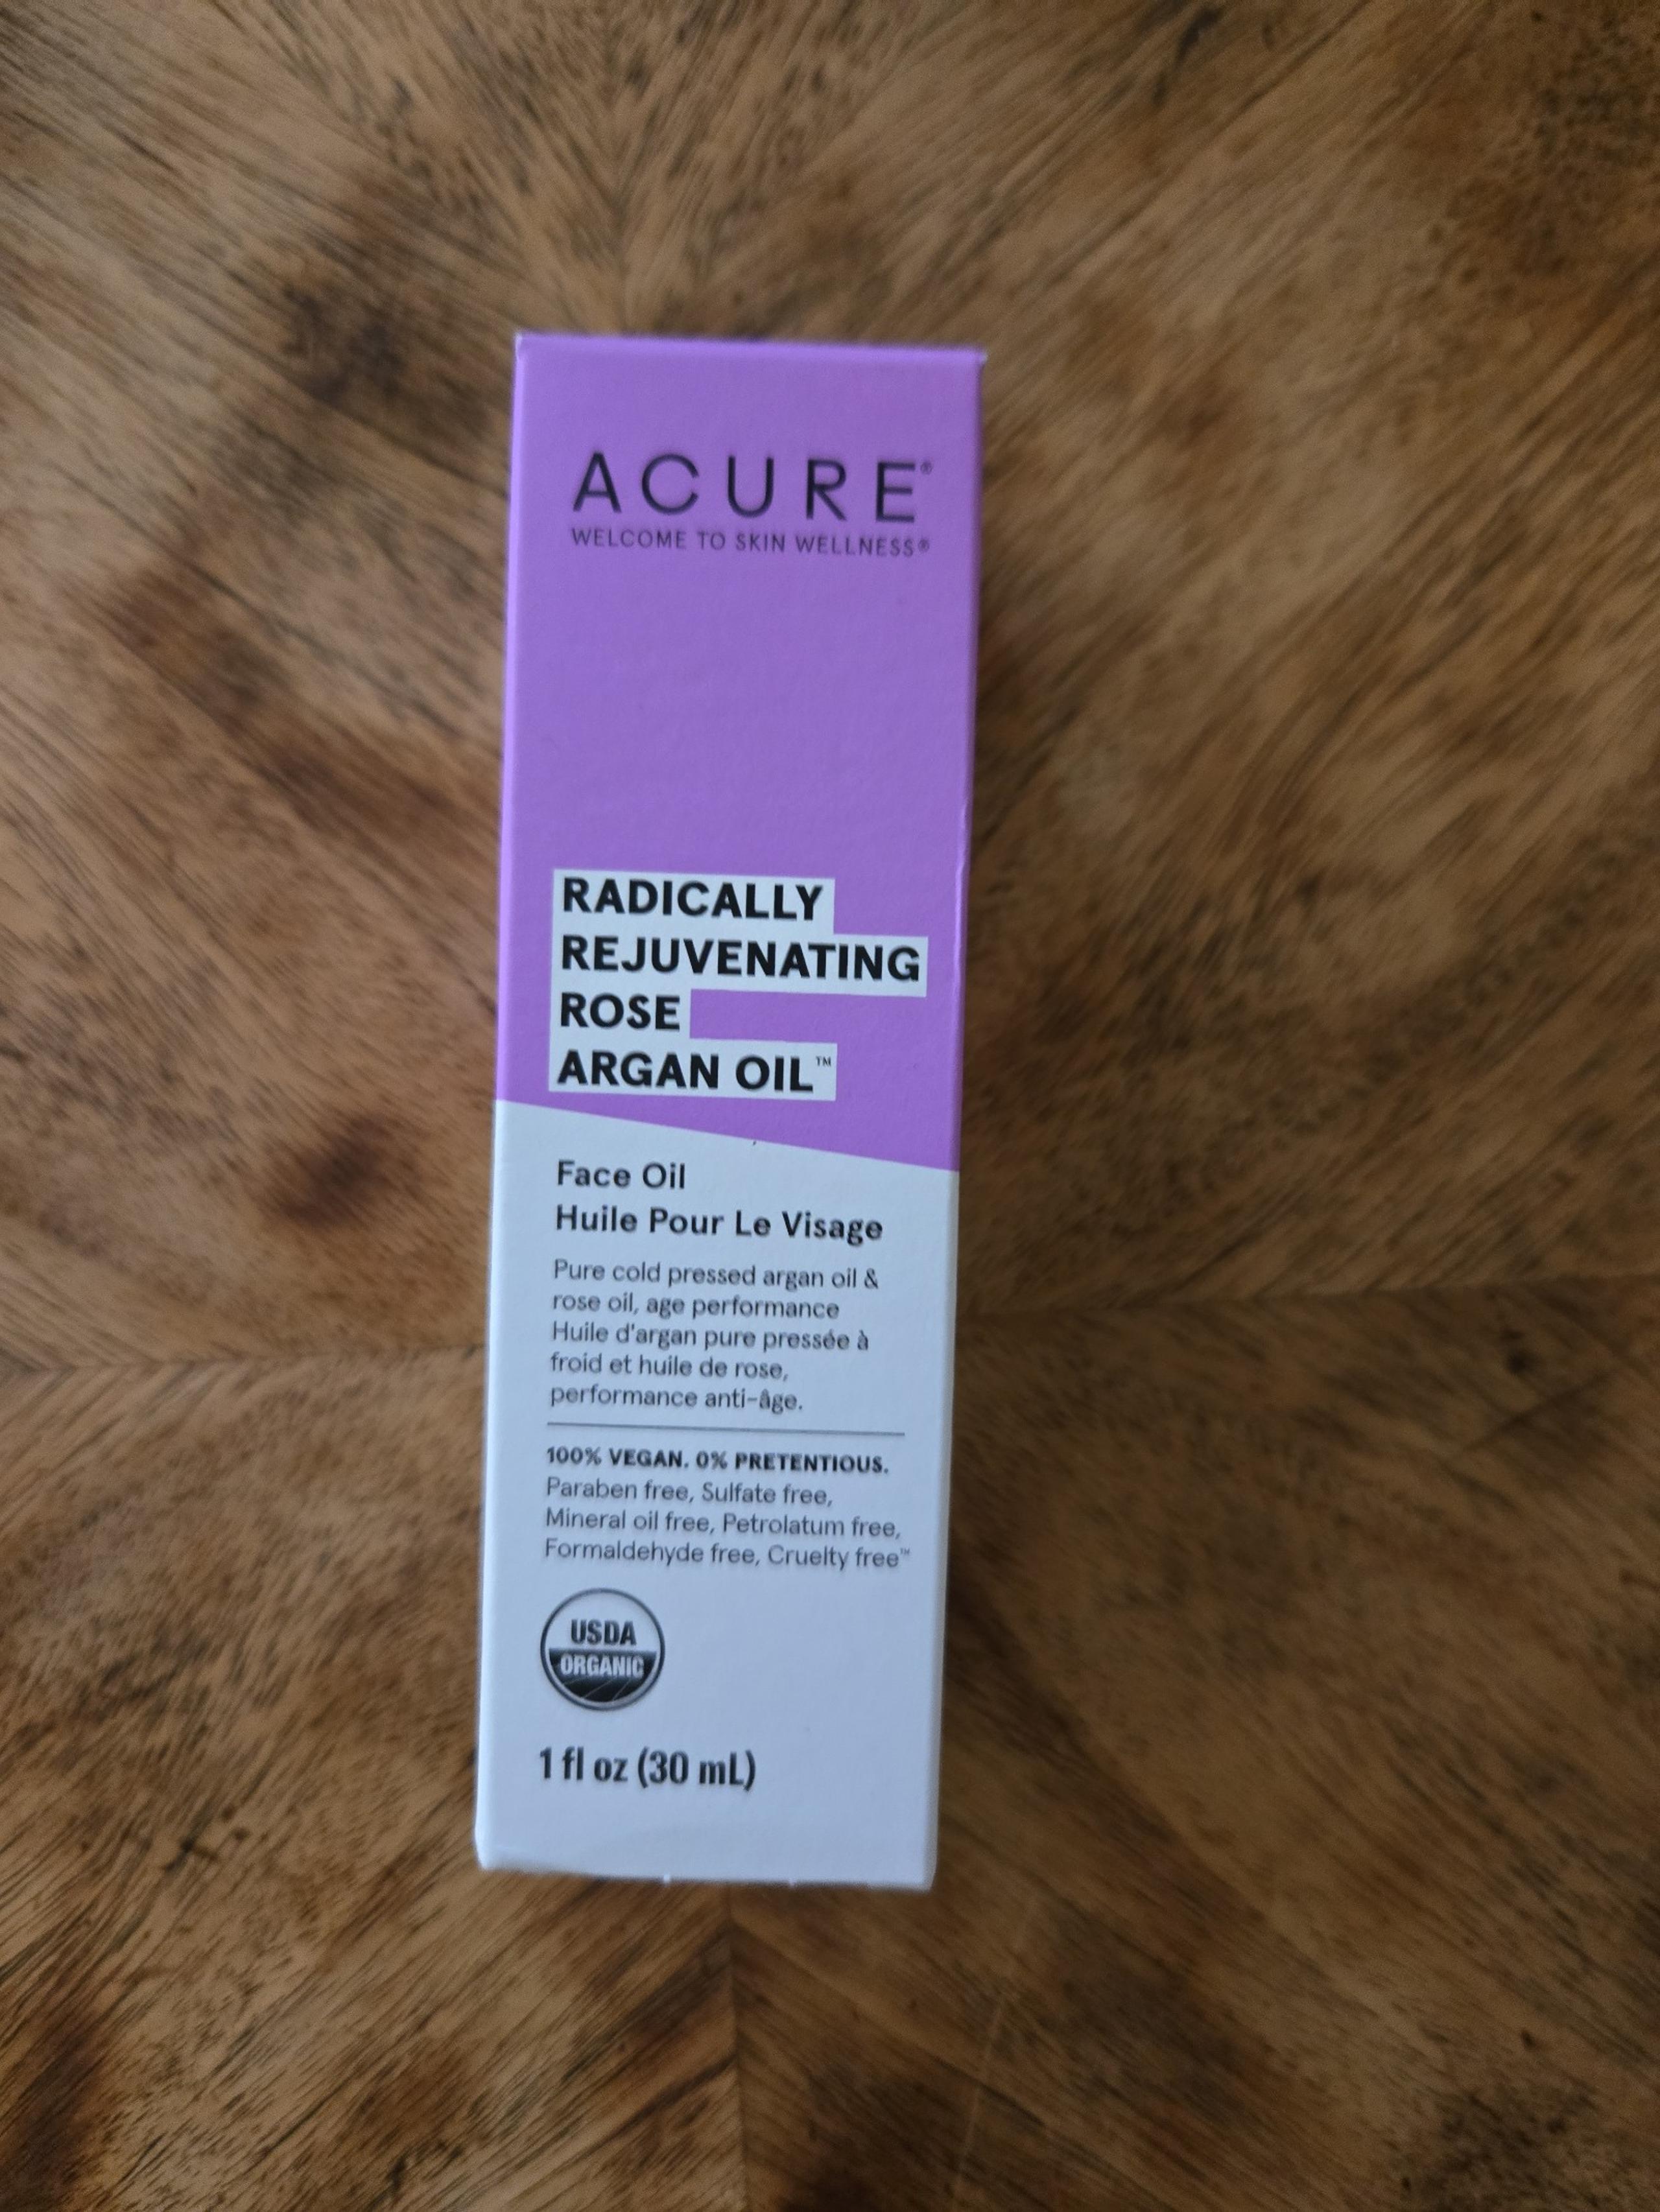 ACURE®
WELCOME TO SKIN WELLNESS®
RADICALLY
REJUVENATING
ROSE
ARGAN OIL™
Face Oil
Huile Pour Le Visage
Pure cold pressed argan oil &
rose oil, age performance
Huile d'argan pure pressée à
froid et huile de rose,
performance anti-âge.
100% VEGAN. 0% PRETENTIOUS.
Paraben free, Sulfate free,
Mineral oil free, Petrolatum free,
Formaldehyde free, Cruelty free™
USDA
ORGANIC
1 fl oz (30 mL)